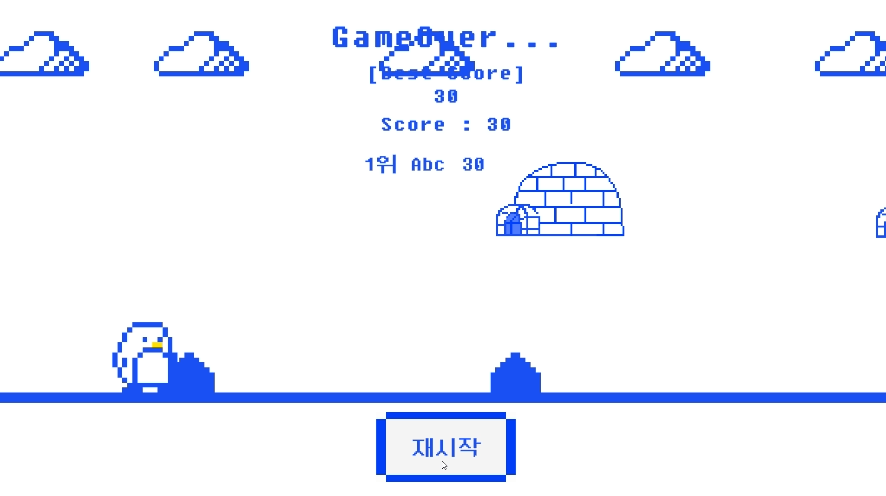 GameOver...
[Best Score]
30
Score : 30
1위 Abc 30
재시작